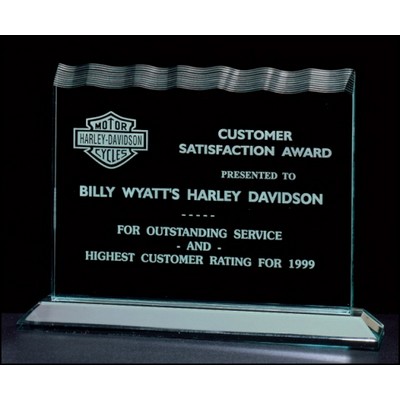 MOTOR
HARLEY-DAVIDSON
CYCLES
CUSTOMER
SATISFACTION AWARD
PRESENTED TO
BILLY WYATT'S HARLEY DAVIDSON
-----
FOR OUTSTANDING SERVICE
- AND -
HIGHEST CUSTOMER RATING FOR 1999